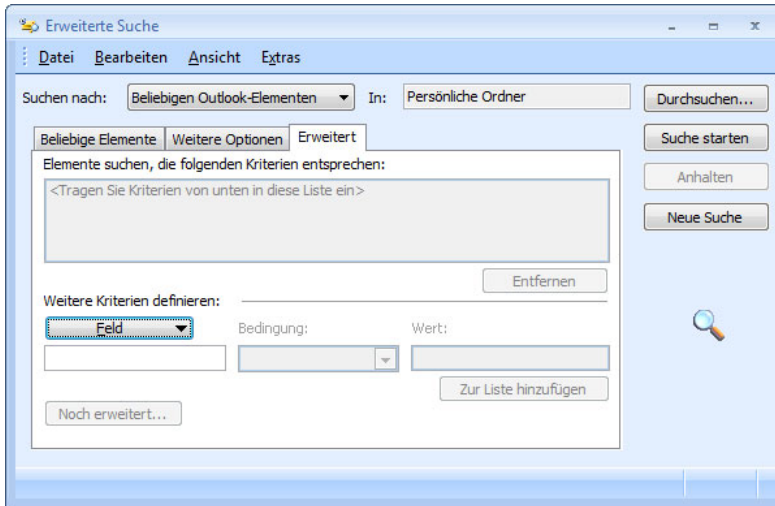 Erweiterte Suche
Datei Bearbeiten Ansicht Extras
Suchen nach: Beliebigen Outlook-Elementen In: Persönliche Ordner Durchsuchen...
Beliebige Elemente Weitere Optionen Erweitert Suche starten
Elemente suchen, die folgenden Kriterien entsprechen:
<Tragen Sie Kriterien von unten in diese Liste ein> Anhalten
Neue Suche
Entfernen
Weitere Kriterien definieren:
Feld Bedingung: Wert:
Zur Liste hinzufügen
Noch erweitert...